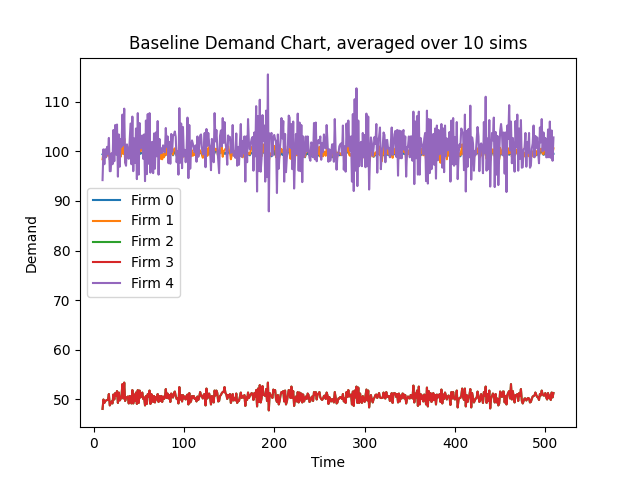 Baseline Demand Chart, averaged over 10 sims
Demand
110
100
90
80
70
60
50
Firm 0
Firm 1
Firm 2
Firm 3
Firm 4
0
100
200
300
400
500
Time